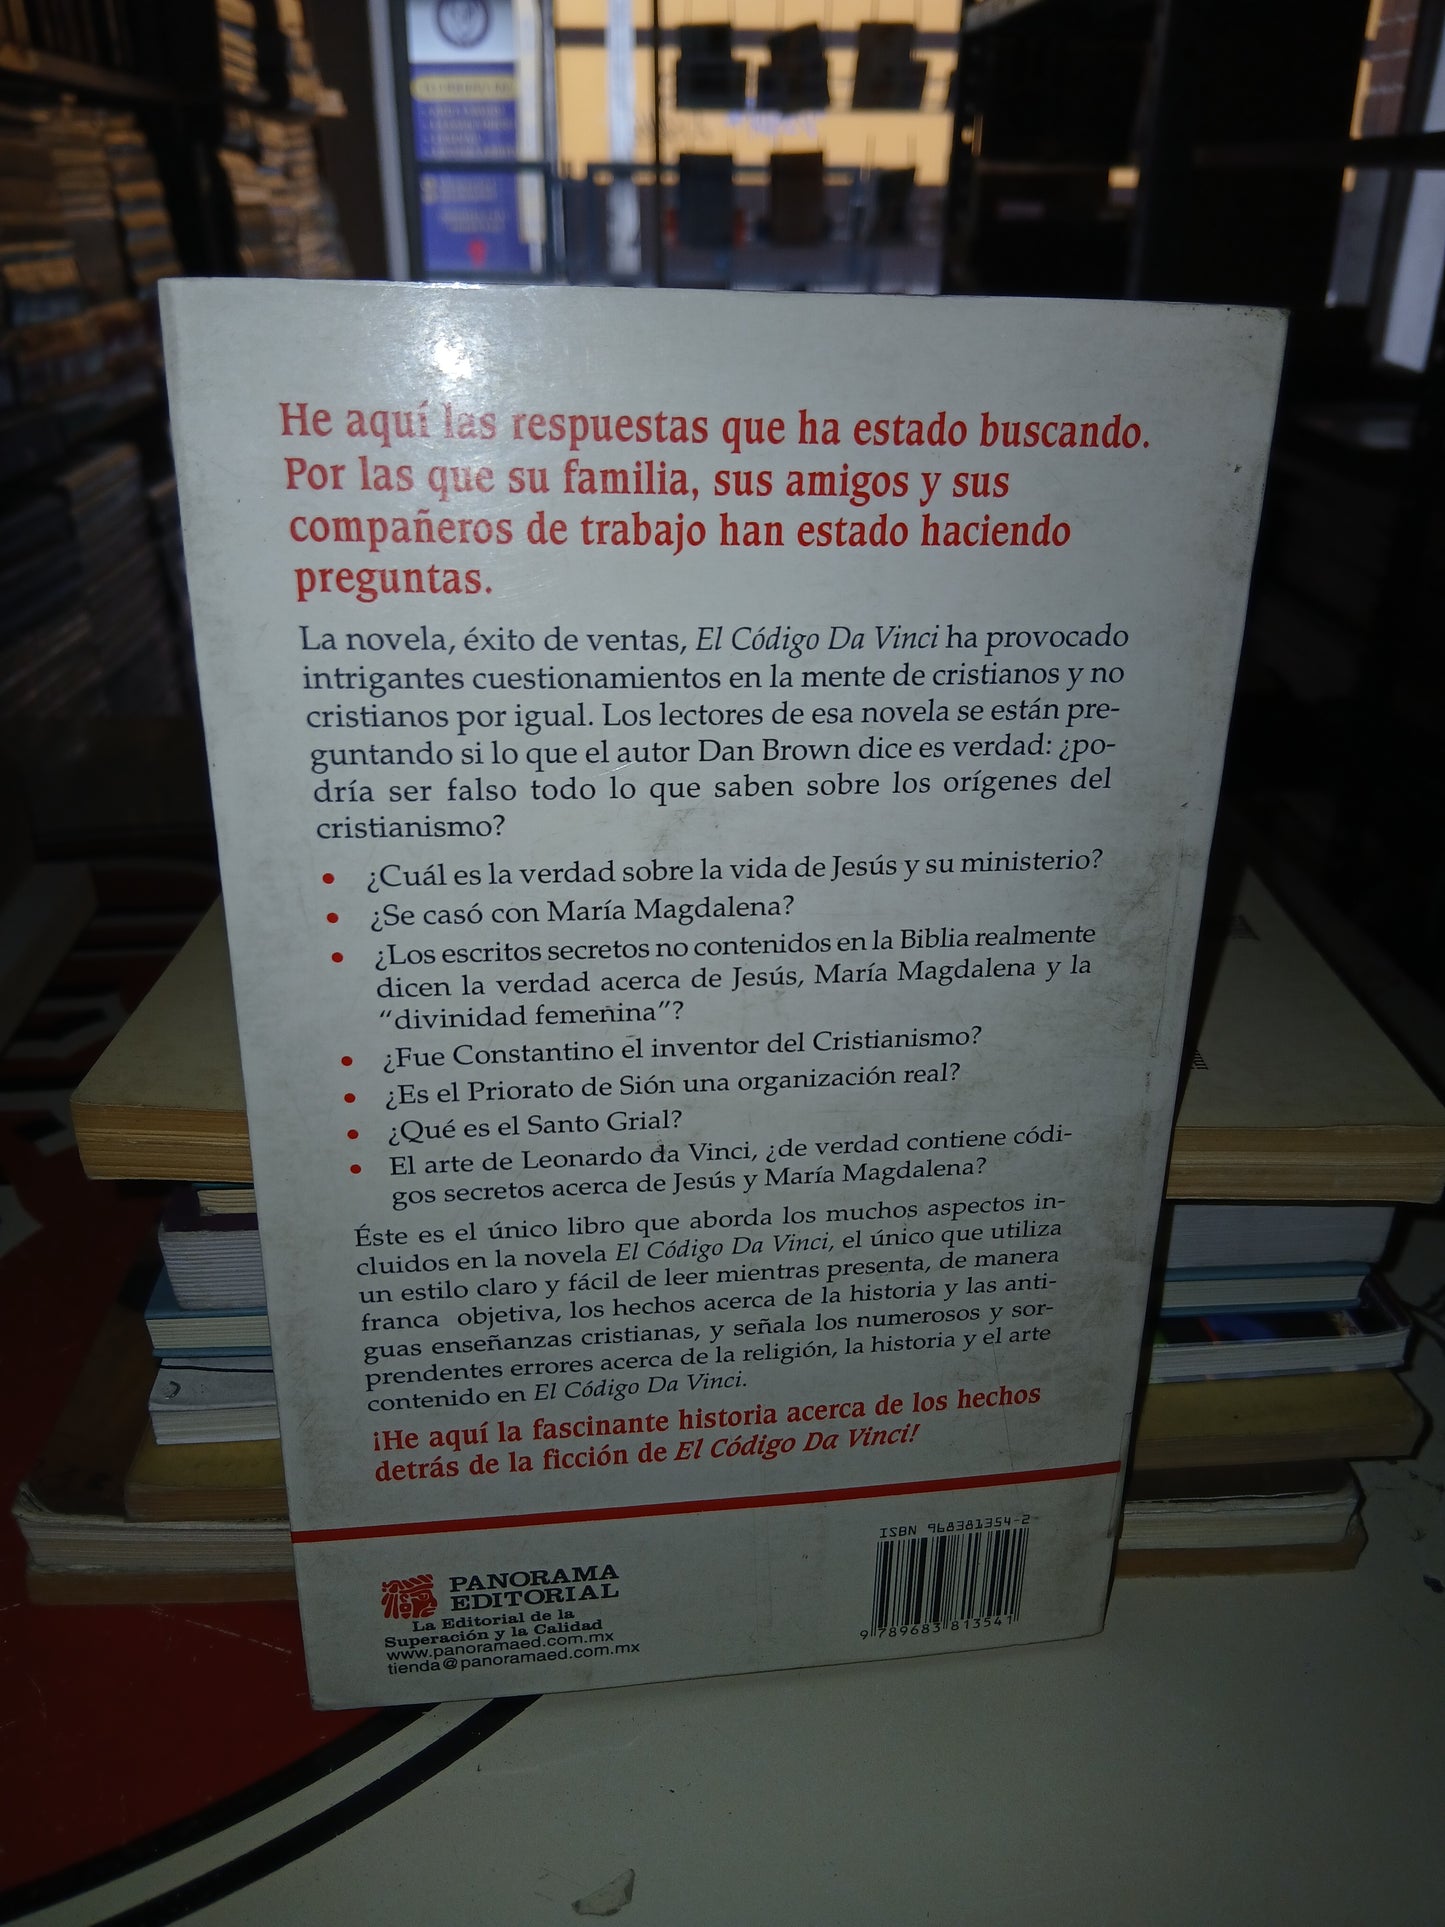 He aquí las respuestas que ha estado buscando.
Por las que su familia, sus amigos y sus
compañeros de trabajo han estado haciendo
preguntas.
La novela, éxito de ventas, El Código Da Vinci ha provocado
intrigantes cuestionamientos en la mente de cristianos y no
cristianos por igual. Los lectores de esa novela se están pre-
guntando si lo que el autor Dan Brown dice es verdad: ¿po-
dría ser falso todo lo que saben sobre los orígenes del
cristianismo?
• ¿Cuál es la verdad sobre la vida de Jesús y su ministerio?
• ¿Se casó con María Magdalena?
• ¿Los escritos secretos no contenidos en la Biblia realmente
dicen la verdad acerca de Jesús, María Magdalena y la
"divinidad femenina"?
• ¿Fue Constantino el inventor del Cristianismo?
• ¿Es el Priorato de Sión una organización real?
• ¿Qué es el Santo Grial?
• El arte de Leonardo da Vinci, ¿de verdad contiene códi-
gos secretos acerca de Jesús y María Magdalena?
Éste es el único libro que aborda los muchos aspectos in-
cluidos en la novela El Código Da Vinci, el único que utiliza
un estilo claro y fácil de leer mientras presenta, de manera
franca objetiva, los hechos acerca de la historia y las anti-
guas enseñanzas cristianas, y señala los numerosos y sor-
prendentes errores acerca de la religión, la historia y el arte
contenido en El Código Da Vinci.
¡He aquí la fascinante historia acerca de los hechos
detrás de la ficción de El Código Da Vinci!
PANORAMA
EDITORIAL
La Editorial de la
Superación y la Calidad
www.panoramaed.com.mx
tienda@panoramaed.com.mx
ISBN 968381354-2
9 789683 813541